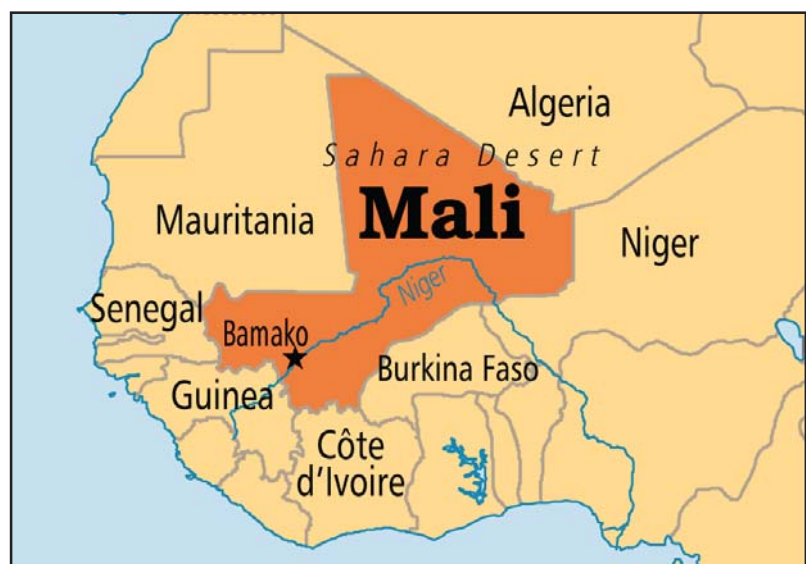 Algeria
Sahara Desert
Mali
Mauritania
Niger
Niger
Senegal
Bamako
Burkina Faso
Guinea
Côte
d'Ivoire